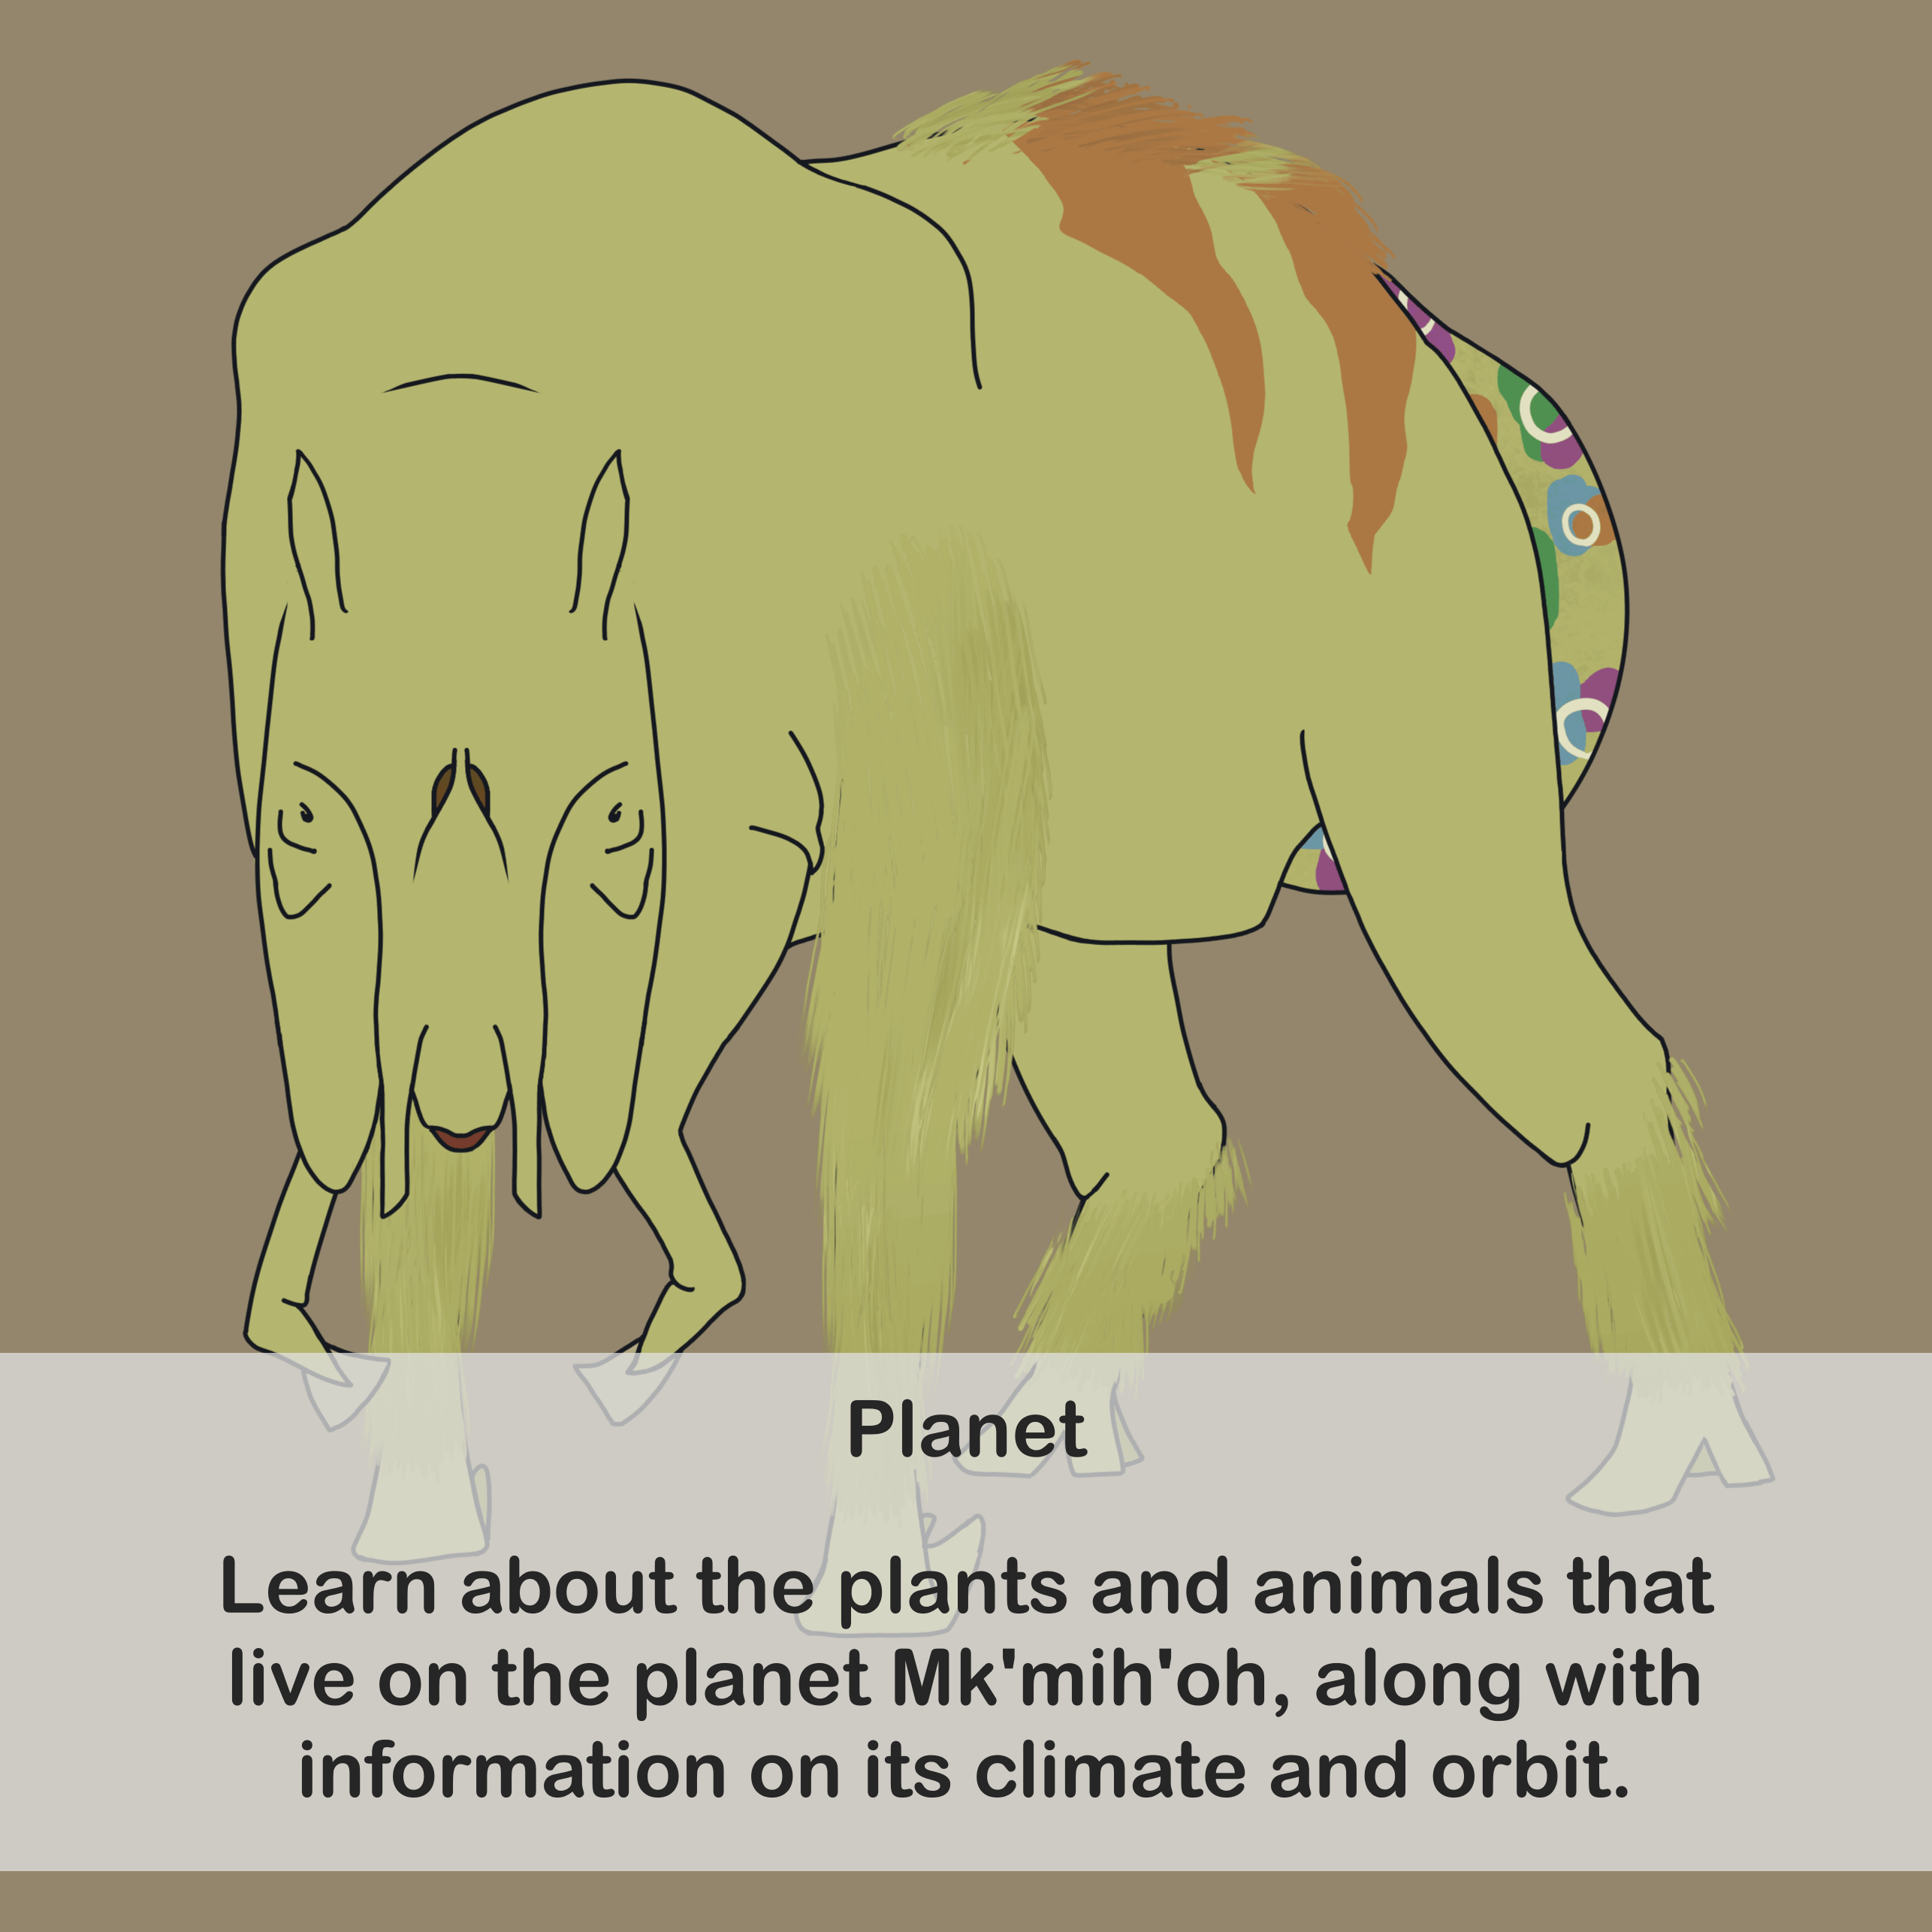 Planet
Learn about the plants and animals that
live on the planet Mk'mih'oh, along with
information on its climate and orbit.